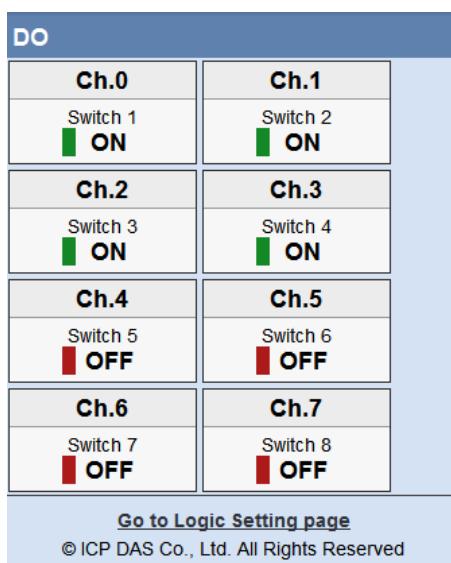 DO
Ch.0 Ch.1
Switch 1 Switch 2
ON ON
Ch.2 Ch.3
Switch 3 Switch 4
ON ON
Ch.4 Ch.5
Switch 5 Switch 6
OFF OFF
Ch.6 Ch.7
Switch 7 Switch 8
OFF OFF
Go to Logic Setting page
© ICP DAS Co., Ltd. All Rights Reserved